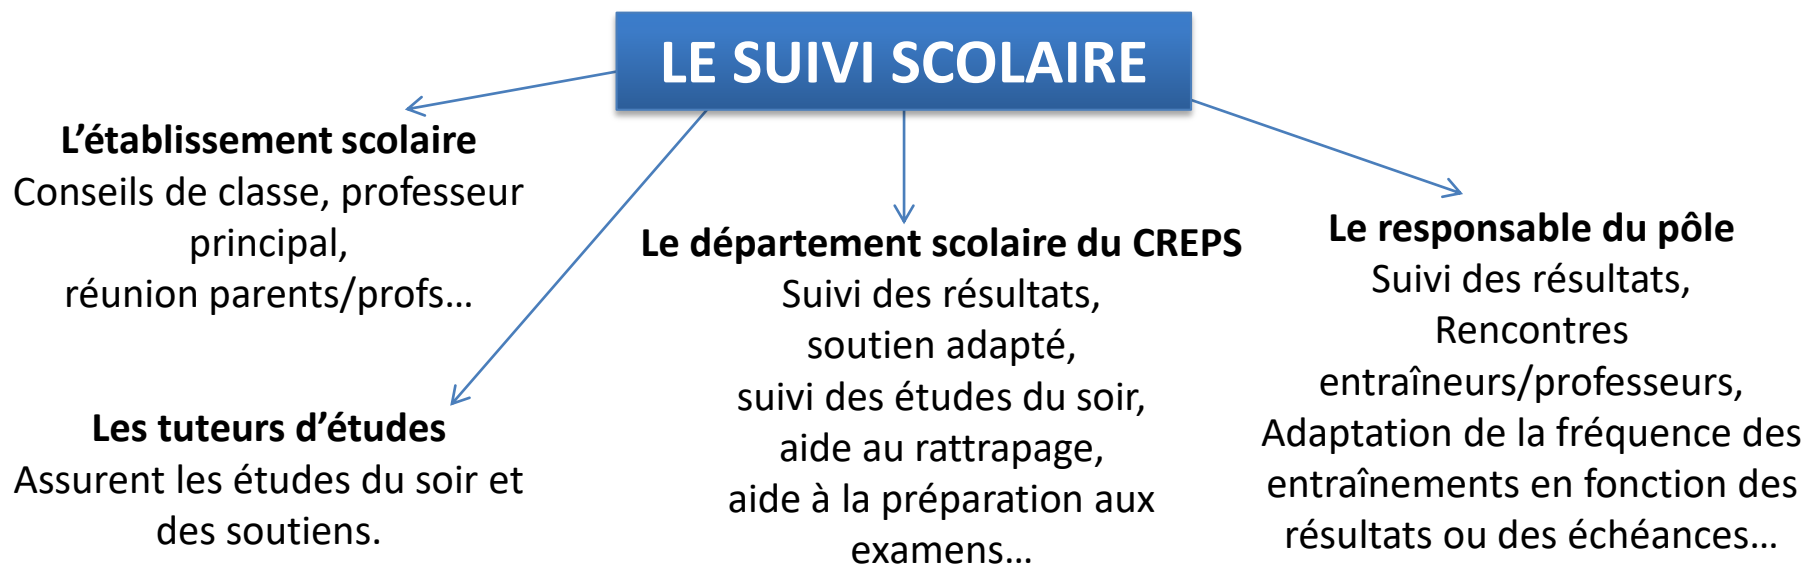 LE SUIVI SCOLAIRE
L’établissement scolaire
Conseils de classe, professeur
principal,
réunion parents/profs…
Les tuteurs d’études
Assurent les études du soir et
des soutiens.
Le département scolaire du CREPS
Suivi des résultats,
soutien adapté,
suivi des études du soir,
aide au rattrapage,
aide à la préparation aux
examens…
Le responsable du pôle
Suivi des résultats,
Rencontres
entraîneurs/professeurs,
Adaptation de la fréquence des
entraînements en fonction des
résultats ou des échéances…